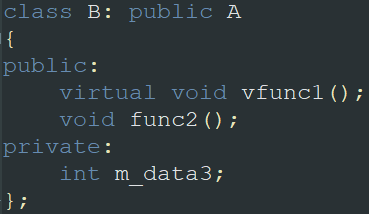 class B: public A
{
public:
    virtual void vfunc1();
    void func2();
private:
    int m_data3;
};